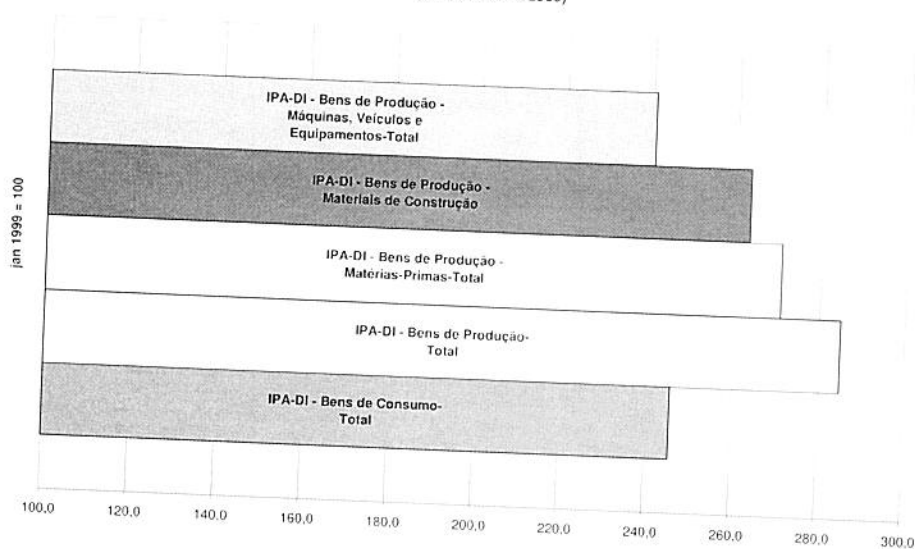 IPA-DI - Bens de Produção -
Máquinas, Veículos e
Equipamentos-Total
IPA-DI - Bens de Produção -
Materiais de Construção
IPA-DI - Bens de Produção -
Matérias-Primas-Total
IPA-DI - Bens de Produção-
Total
IPA-DI - Bens de Consumo-
Total
jan 1999 = 100
100,0 120,0 140,0 160,0 180,0 200,0 220,0 240,0 260,0 280,0 300,0